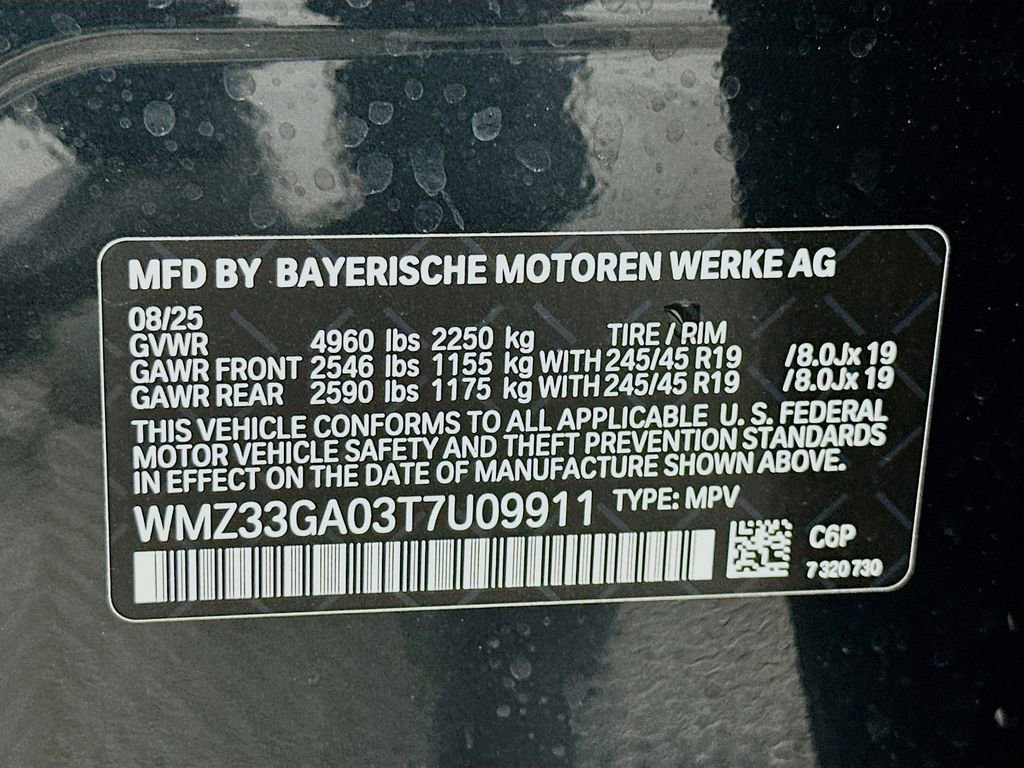 MFD BY BAYERISCHE MOTOREN WERKE AG
08/25
GVWR 4960 lbs 2250 kg TIRE / RIM
GAWR FRONT 2546 lbs 1155 kg WITH 245/45 R19 /8.0Jx 19
GAWR REAR 2590 lbs 1175 kg WITH 245/45 R19 /8.0Jx 19
THIS VEHICLE CONFORMS TO ALL APPLICABLE U. S. FEDERAL
MOTOR VEHICLE SAFETY AND THEFT PREVENTION STANDARDS
IN EFFECT ON THE DATE OF MANUFACTURE SHOWN ABOVE.
WMZ33GA03T7U09911 TYPE: MPV
C6P
7 320 730